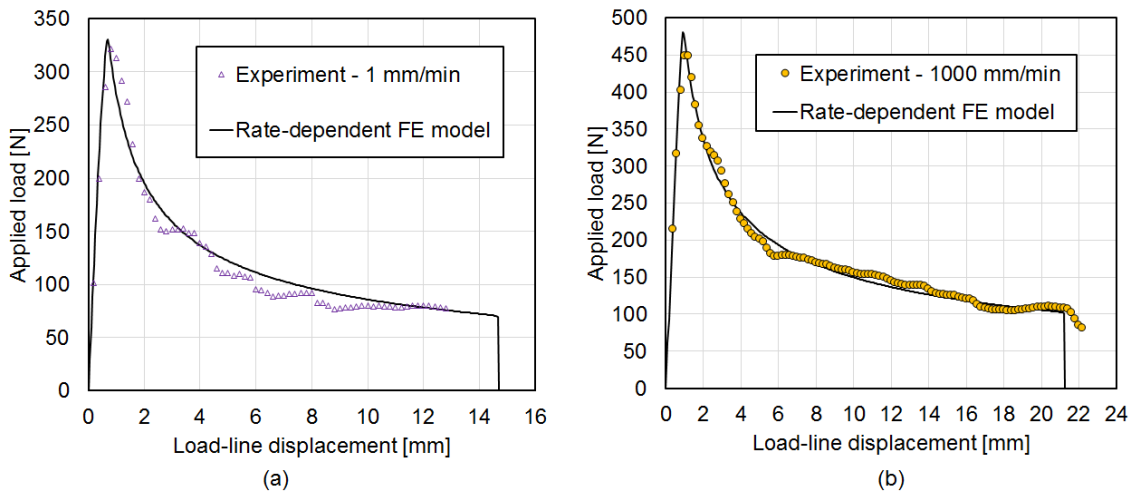 (a)
350
300
250
200
150
100
50
0
Applied load [N]
Experiment - 1 mm/min
Rate-dependent FE model
0 2 4 6 8 10 12 14 16
Load-line displacement [mm]
(a)
(b)
500
450
400
350
300
250
200
150
100
50
0
Applied load [N]
Experiment - 1000 mm/min
Rate-dependent FE model
0 2 4 6 8 10 12 14 16 18 20 22 24
Load-line displacement [mm]
(b)